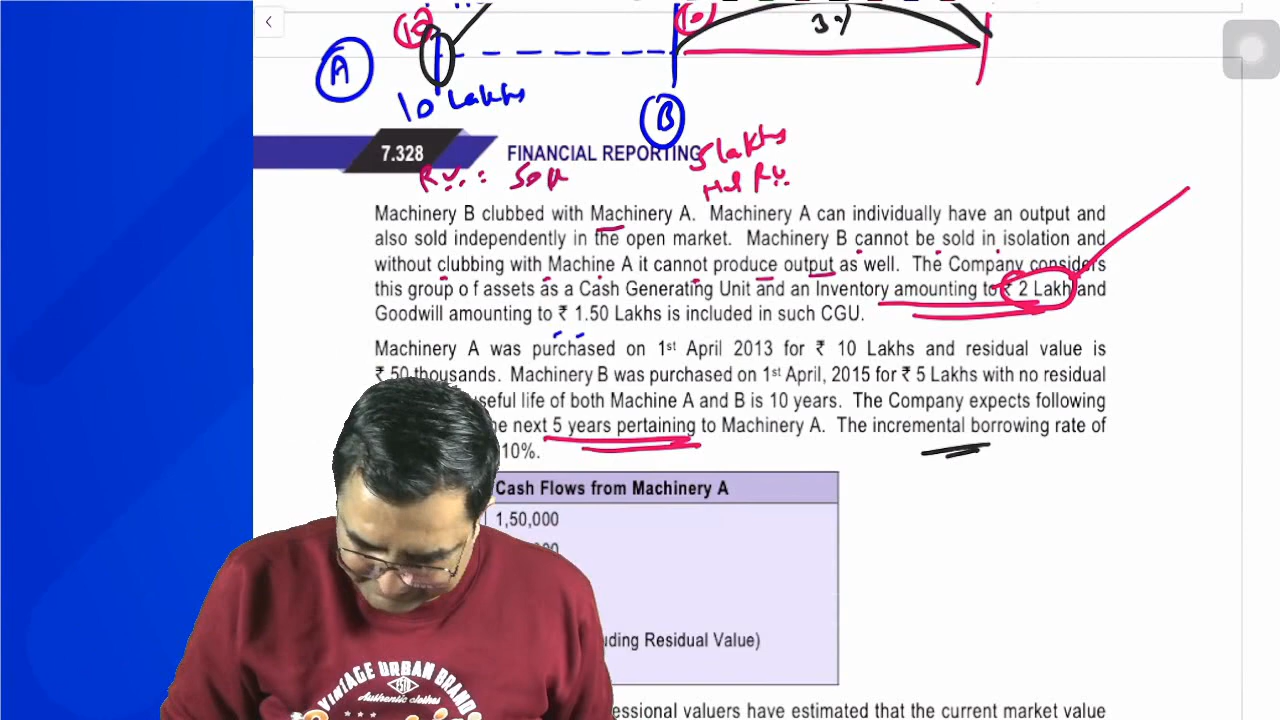 3y
A
10 lakhs
B
7.328 FINANCIAL REPORTING
5 lakhs
R.V. : 50k
Nil R.V.
Machinery B clubbed with Machinery A. Machinery A can individually have an output and
also sold independently in the open market. Machinery B cannot be sold in isolation and
without clubbing with Machine A it cannot produce output as well. The Company considers
this group o f assets as a Cash Generating Unit and an Inventory amounting to ₹ 2 Lakh and
Goodwill amounting to ₹ 1.50 Lakhs is included in such CGU.
Machinery A was purchased on 1st April 2013 for ₹ 10 Lakhs and residual value is
₹ 50 thousands. Machinery B was purchased on 1st April, 2015 for ₹ 5 Lakhs with no residual
useful life of both Machine A and B is 10 years. The Company expects following
next 5 years pertaining to Machinery A. The incremental borrowing rate of
10%.
Cash Flows from Machinery A
1,50,000
Residual Value)
VINTAGE URBAN BRAND
Authentic clothes
valuers have estimated that the current market value